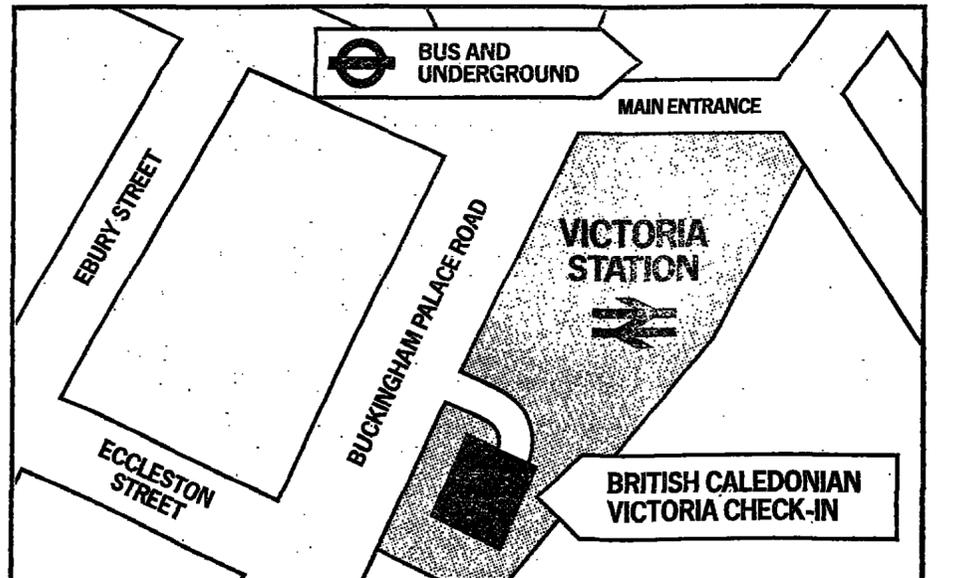 BUS AND
UNDERGROUND
MAIN ENTRANCE
EBURY STREET
BUCKINGHAM PALACE ROAD
VICTORIA
STATION
ECCLESTON
STREET
BRITISH CALEDONIAN
VICTORIA CHECK-IN